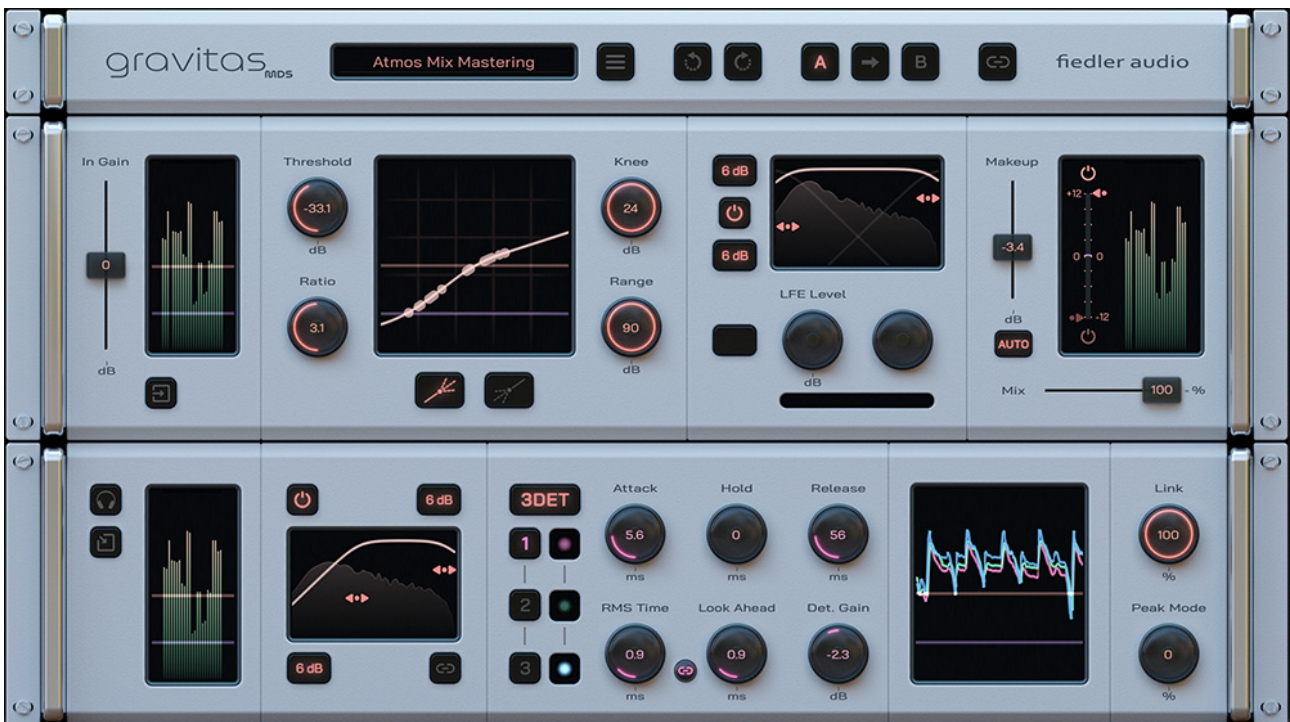 gravitas MDS
Atmos Mix Mastering
A
B
fiedler audio
In Gain
0
dB
Threshold
-33.1
dB
Ratio
3.1
Knee
24
dB
Range
90
dB
6 dB
6 dB
LFE Level
dB
Makeup
-3.4
dB
AUTO
+12
0 0
-12
Mix
100 - %
6 dB
6 dB
3DET
1
2
3
Attack
5.6
ms
Hold
0
ms
Release
56
ms
RMS Time
0.9
ms
Look Ahead
0.9
ms
Det. Gain
-2.3
dB
Link
100
%
Peak Mode
0
%